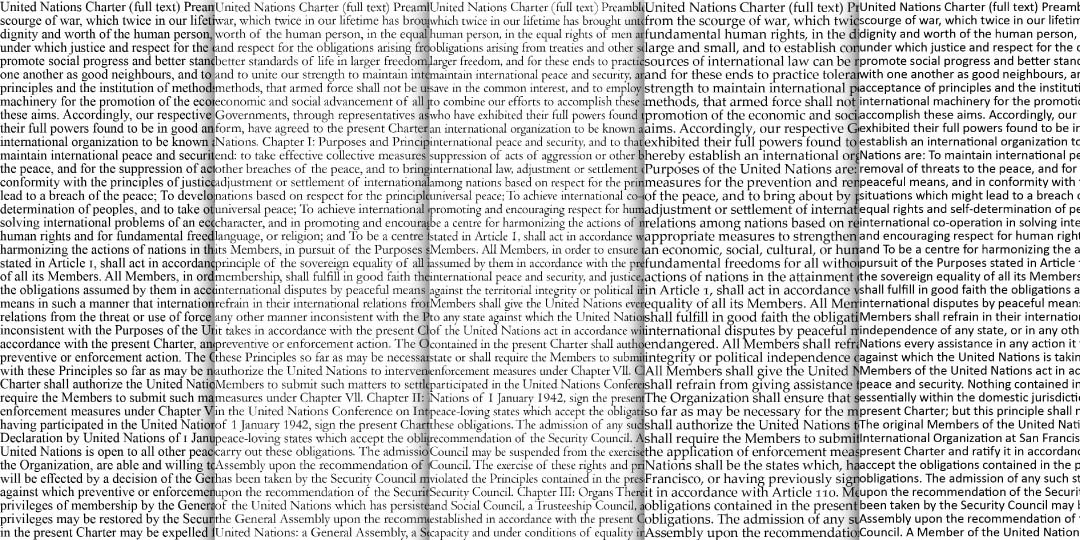 United Nations Charter (full text) Prean
scourge of war, which twice in our lifeti
dignity and worth of the human person,
under which justice and respect for the
promote social progress and better stan
one another as good neighbours, and to
principles and the institution of method
machinery for the promotion of the eco
these aims. Accordingly, our respective
their full powers found to be in good an
international organization to be known
maintain international peace and securit
the peace, and for the suppression of ac
conformity with the principles of justic
lead to a breach of the peace; To develo
determination of peoples, and to take ot
solving international problems of an ec
human rights and for fundamental freed
harmonizing the actions of nations in th
stated in Article 1, shall act in accordan
of all its Members. All Members, in ord
the obligations assumed by them in acc
means in such a manner that internation
relations from the threat or use of force
inconsistent with the Purposes of the U
accordance with the present Charter, an
preventive or enforcement action. The
with these Principles so far as may be n
Charter shall authorize the United Natio
require the Members to submit such ma
enforcement measures under Chapter V
having participated in the United Nation
Declaration by United Nations of 1 Janu
United Nations is open to all other peac
the Organization, are able and willing to
will be effected by a decision of the Ge
against which preventive or enforcemen
privileges of membership by the Genera
privileges may be restored by the Secur
in the present Charter may be expelled
United Nations Charter (full text) Pream
war, which twice in our lifetime has brou
worth of the human person, in the equal
and respect for the obligations arising fro
better standards of life in larger freedom
and to unite our strength to maintain inte
methods, that armed force shall not be u
economic and social advancement of all
Governments, through representatives as
form, have agreed to the present Charter
Nations. Chapter I: Purposes and Princip
end: to take effective collective measures
other breaches of the peace, and to bring
adjustment or settlement of international
nations based on respect for the principle
universal peace; To achieve international
character, and in promoting and encoura
language, or religion; and To be a centre
its Members, in pursuit of the Purposes
principle of the sovereign equality of all
membership, shall fulfill in good faith the
international disputes by peaceful means
refrain in their international relations fro
any other manner inconsistent with the P
it takes in accordance with the present C
preventive or enforcement action. The O
these Principles so far as may be necessar
authorize the United Nations to interven
Members to submit such matters to settle
measures under Chapter Vll. Chapter II:
in the United Nations Conference on Int
of 1 January 1942, sign the present Chart
peace-loving states which accept the obli
carry out these obligations. The admissio
Assembly upon the recommendation of
has been taken by the Security Council m
upon the recommendation of the Securit
of the United Nations which has persiste
the General Assembly upon the recomm
United Nations: a General Assembly, a S
United Nations Charter (full text) Preambl
which twice in our lifetime has brought unt
human person, in the equal rights of men an
obligations arising from treaties and other s
larger freedom, and for these ends to practic
maintain international peace and security, an
save in the common interest, and to employ
to combine our efforts to accomplish these
who have exhibited their full powers found t
an international organization to be known a
international peace and security, and to that
suppression of acts of aggression or other b
international law, adjustment or settlement
among nations based on respect for the prin
universal peace; To achieve international co-
promoting and encouraging respect for hum
be a centre for harmonizing the actions of n
stated in Article I, shall act in accordance w
Members. All Members, in order to ensure t
assumed by them in accordance with the pre
international peace and security, and justice,
against the territorial integrity or political in
Members shall give the United Nations ever
to any state against which the United Nation
of the United Nations act in accordance wit
contained in the present Charter shall autho
state or shall require the Members to submit
enforcement measures under Chapter Vll. C
participated in the United Nations Conferen
Nations of 1 January 1942, sign the present
peace-loving states which accept the obligati
these obligations. The admission of any suc
recommendation of the Security Council. A
may be suspended from the exercise
Council. The exercise of these rights and pri
violated the Principles contained in the pres
Security Council. Chapter III: Organs There
and Social Council, a Trusteeship Council, a
established in accordance with the present C
capacity and under conditions of equality in
United Nations Charter (full text) P
from the scourge of war, which twic
fundamental human rights, in the di
large and small, and to establish con
sources of international law can be
and for these ends to practice tolera
strength to maintain international p
methods, that armed force shall not
promotion of the economic and soci
aims. Accordingly, our respective G
exhibited their full powers found to
hereby establish an international or
Purposes of the United Nations are:
measures for the prevention and re
of the peace, and to bring about by
adjustment or settlement of interna
relations among nations based on re
appropriate measures to strengthen
an economic, social, cultural, or hum
fundamental freedoms for all witho
actions of nations in the attainment
in Article 1, shall act in accordance
equality of all its Members. All Mem
shall fulfill in good faith the obligati
international disputes by peaceful m
endangered. All Members shall refr
integrity or political independence
All Members shall give the United N
shall refrain from giving assistance
The Organization shall ensure that s
so far as may be necessary for the m
shall authorize the United Nations t
shall require the Members to submit
the application of enforcement meas
Nations shall be the states which, ha
Francisco, or having previously sign
it in accordance with Article 110. M
obligations contained in the present
obligations. The admission of any s
Assembly upon the recommendatio
United Nations Charter (full text) Preamb
scourge of war, which twice in our lifetim
dignity and worth of the human person,
under which justice and respect for the o
promote social progress and better stand
with one another as good neighbours, an
acceptance of principles and the instituti
international machinery for the promotio
accomplish these aims. Accordingly, our
exhibited their full powers found to be in
establish an international organization to
Nations are: To maintain international pe
removal of threats to the peace, and for
peaceful means, and in conformity with t
situations which might lead to a breach o
equal rights and self-determination of pe
international co-operation in solving inte
and encouraging respect for human right
and To be a centre for harmonizing the a
pursuit of the Purposes stated in Article
the sovereign equality of all its Members
shall fulfill in good faith the obligations
international disputes by peaceful means
Members shall refrain in their internation
independence of any state, or in any oth
Nations every assistance in any action it
against which the United Nations is takin
Members of the United Nations act in ac
peace and security. Nothing contained in
essentially within the domestic jurisdictio
present Charter; but this principle shall n
The original Members of the United Nati
International Organization at San Francis
present Charter and ratify it in accordanc
accept the obligations contained in the p
obligations. The admission of any such st
upon the recommendation of the Securit
been taken by the Security Council may b
Assembly upon the recommendation of
Council. A Member of the United Nation